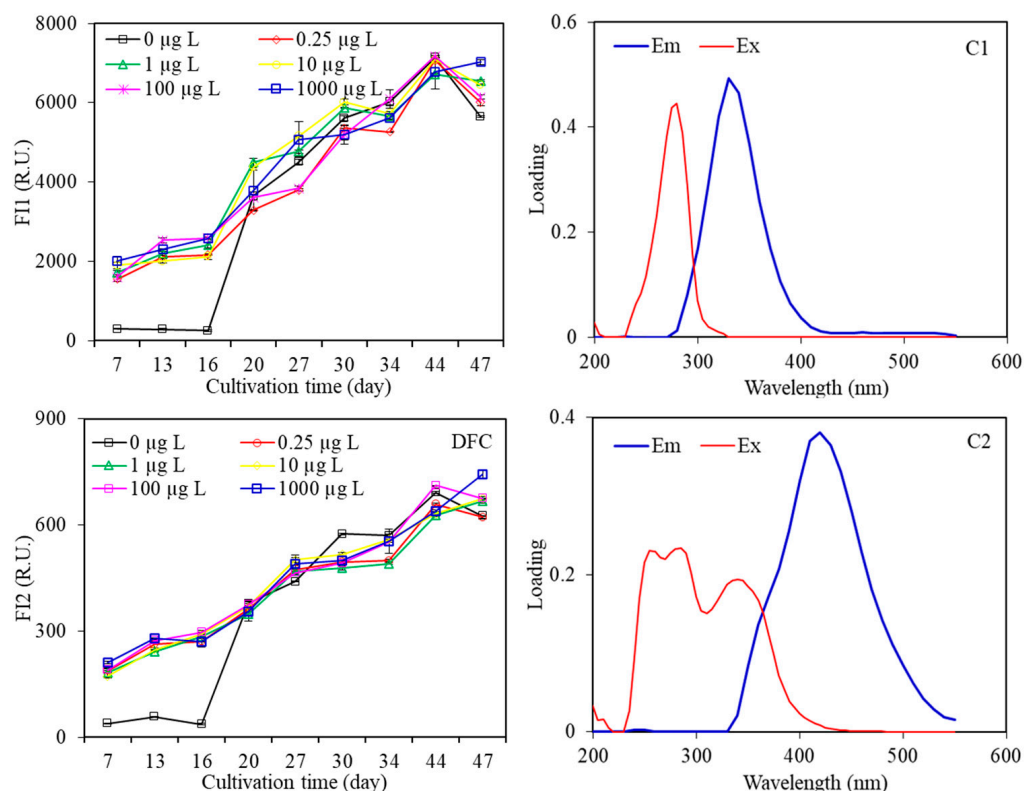 8000
6000
4000
2000
0
FI1 (R.U.)
0 µg L 0.25 µg L
1 µg L 10 µg L
100 µg L 1000 µg L
7 13 16 20 27 30 34 44 47
Cultivation time (day)
0.6
0.4
0.2
0
Loading
Em Ex C1
200 300 400 500 600
Wavelength (nm)
900
600
300
0
FI2 (R.U.)
0 µg L 0.25 µg L DFC
1 µg L 10 µg L
100 µg L 1000 µg L
7 13 16 20 27 30 34 44 47
Cultivation time (day)
0.4
0.2
0
Loading
Em Ex C2
200 300 400 500 600
Wavelength (nm)